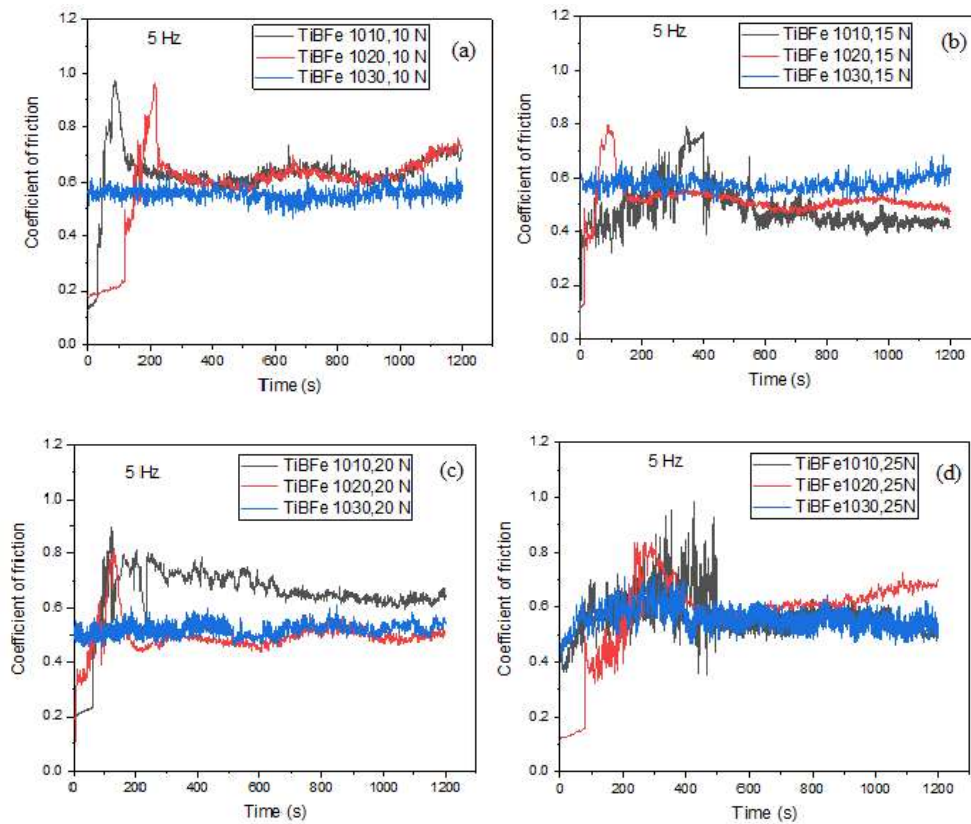 1.2
1.0
0.8
0.6
0.4
0.2
0.0
Coefficient of friction
5 Hz
TiBFe 1010,10 N
TiBFe 1020,10 N
TiBFe 1030,10 N
(a)
0 200 400 600 800 1000 1200
Time (s)
1.2
1.0
0.8
0.6
0.4
0.2
0.0
Coefficient of friction
5 Hz
TiBFe 1010,15 N
TiBFe 1020,15 N
TiBFe 1030,15 N
(b)
0 200 400 600 800 1000 1200
Time (s)
1.2
1.0
0.8
0.6
0.4
0.2
0.0
Coefficient of friction
5 Hz
TiBFe 1010,20 N
TiBFe 1020,20 N
TiBFe 1030,20 N
(c)
0 200 400 600 800 1000 1200
Time (s)
1.2
1.0
0.8
0.6
0.4
0.2
0.0
Coefficient of friction
5 Hz
TiBFe1010,25N
TiBFe1020,25N
TiBFe1030,25N
(d)
0 200 400 600 800 1000 1200
Time (s)